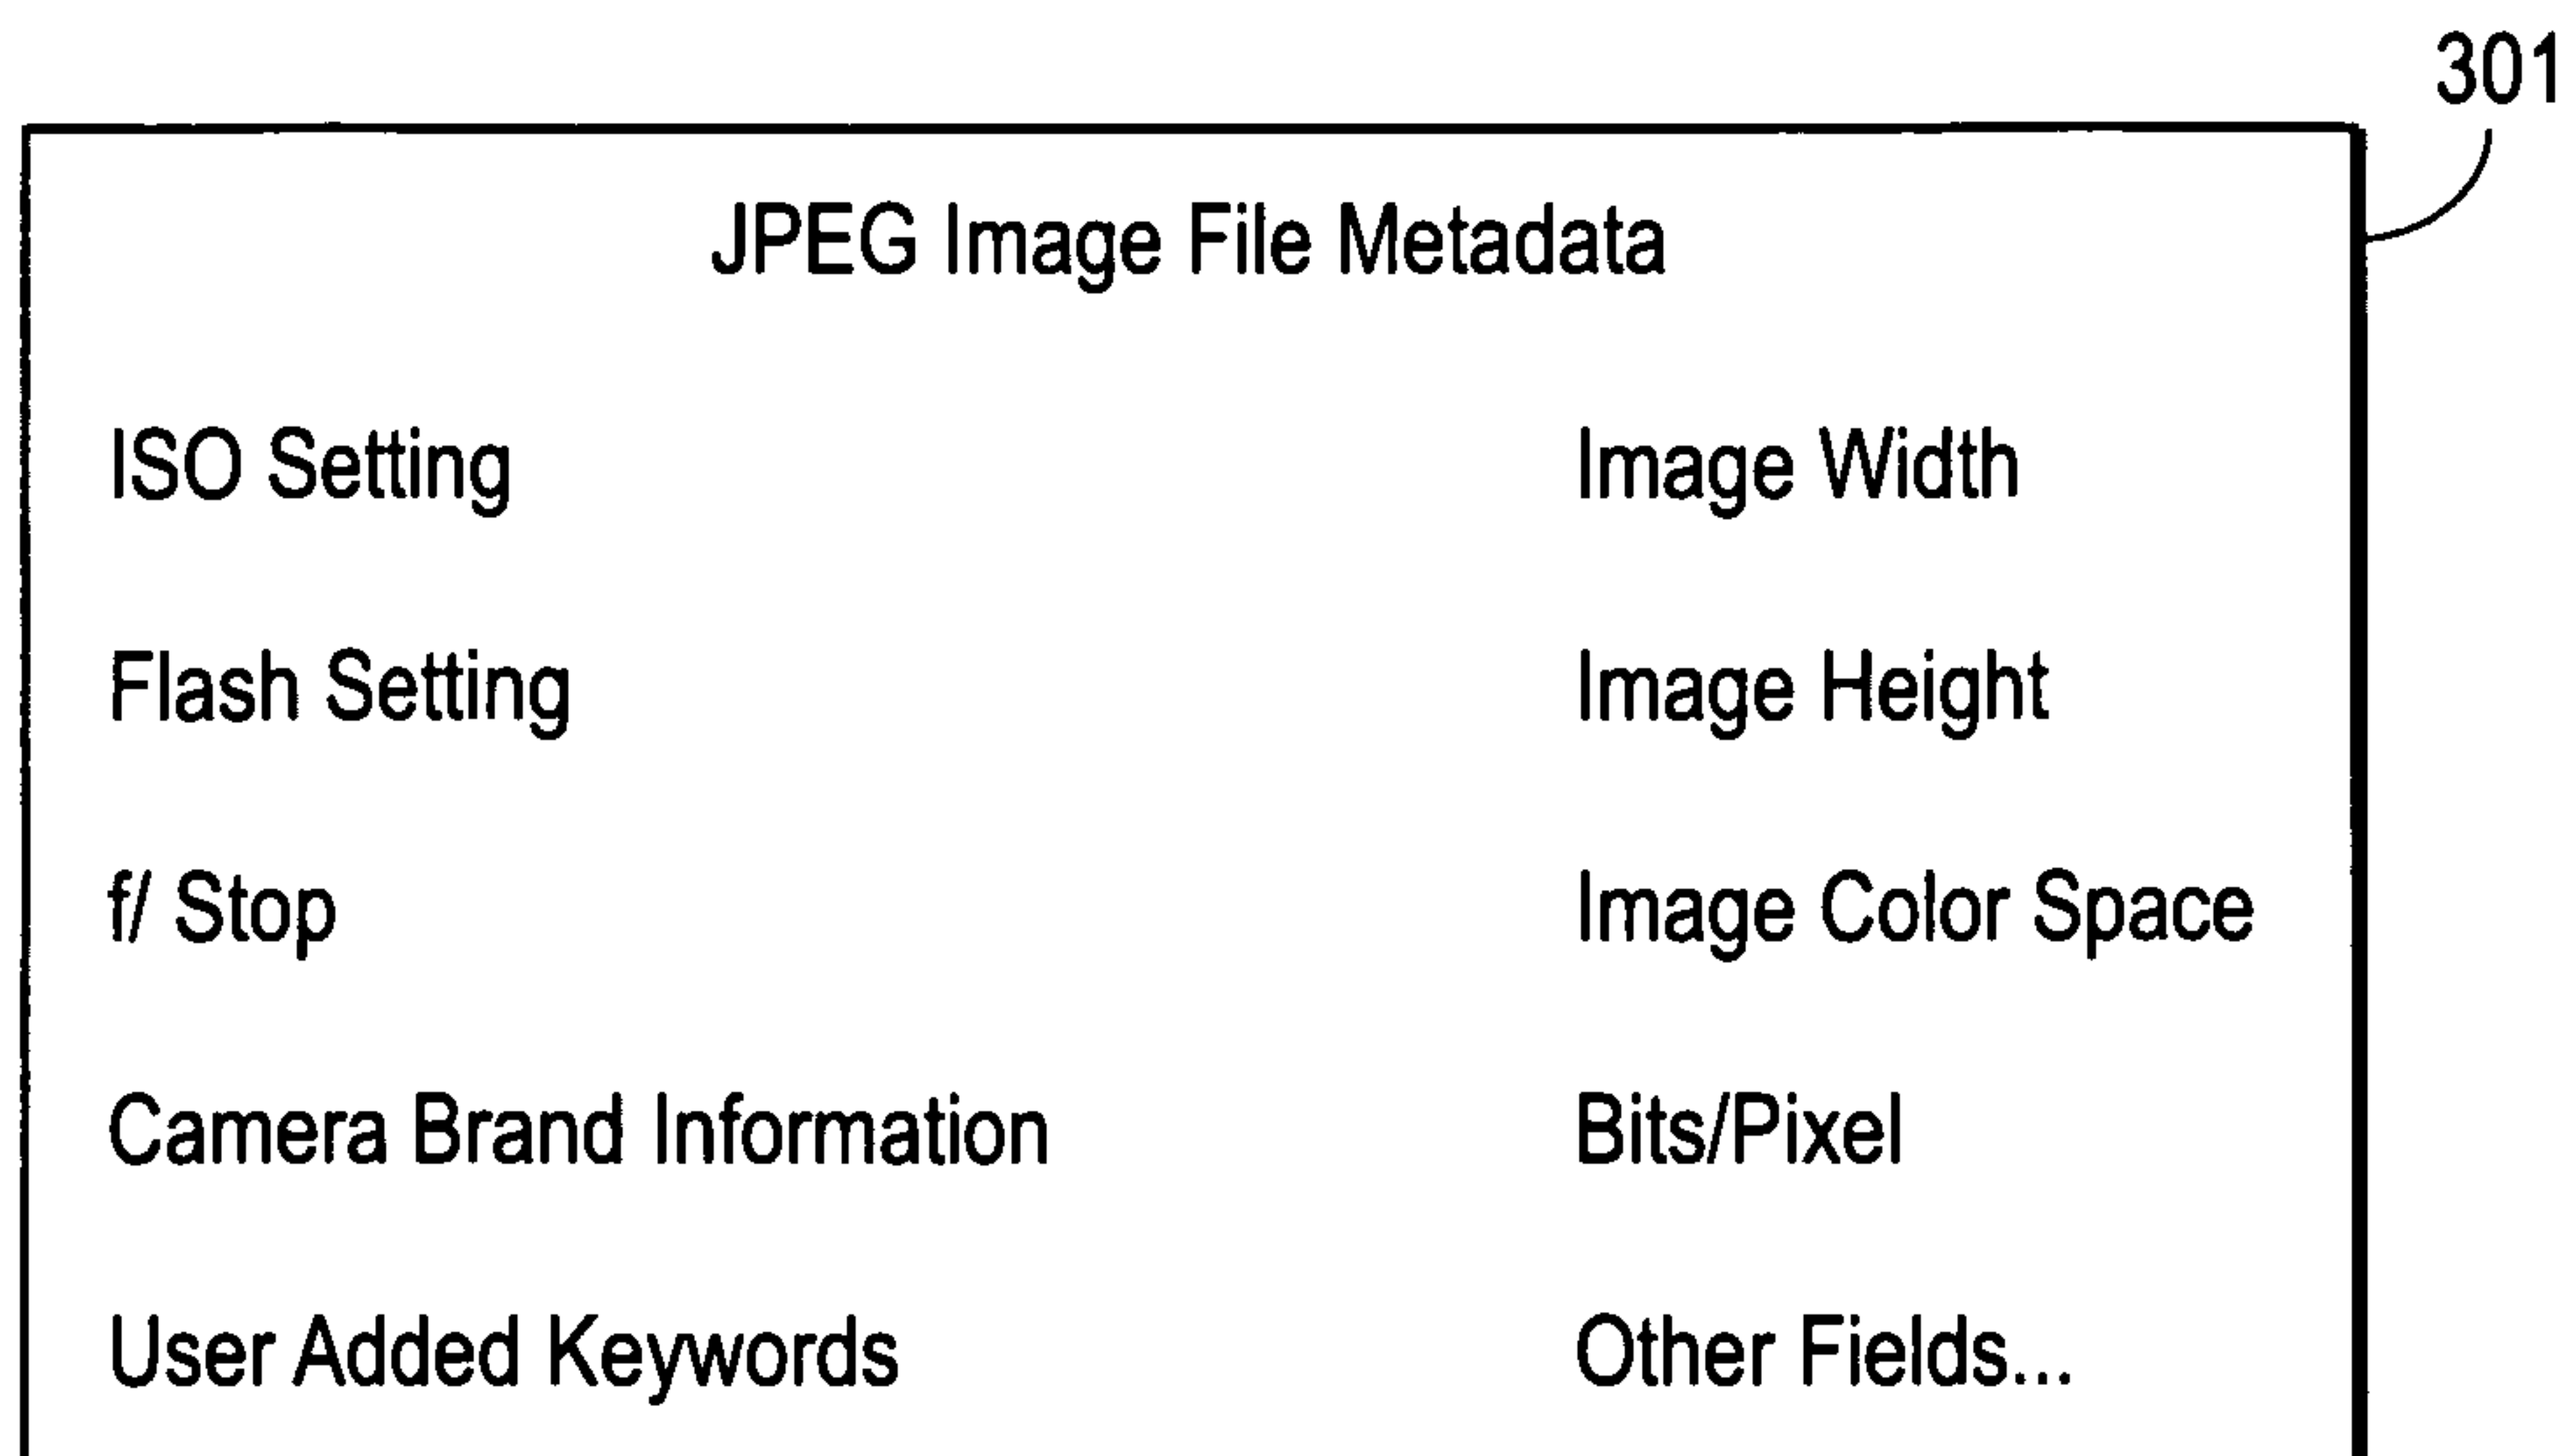 301
JPEG Image File Metadata
ISO Setting Image Width
Flash Setting Image Height
f/ Stop Image Color Space
Camera Brand Information Bits/Pixel
User Added Keywords Other Fields...